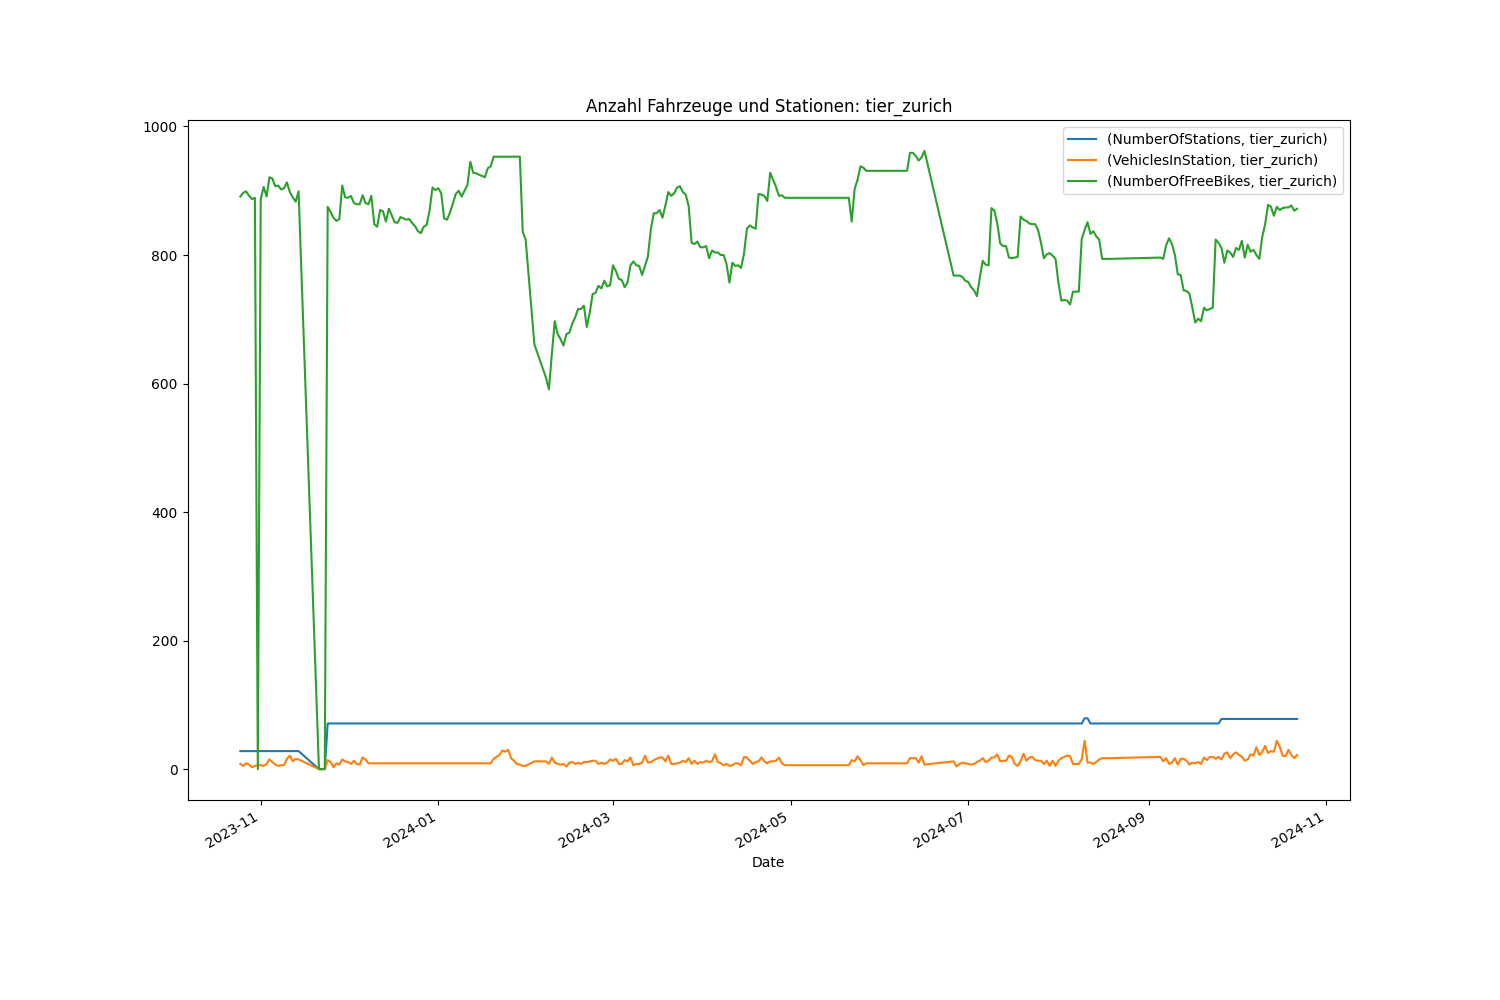 Anzahl Fahrzeuge und Stationen: tier_zurich
1000
800
600
400
200
0
(NumberOfStations, tier_zurich)
(VehiclesInStation, tier_zurich)
(NumberOfFreeBikes, tier_zurich)
2023-11
2024-01
2024-03
2024-05
2024-07
2024-09
2024-11
Date